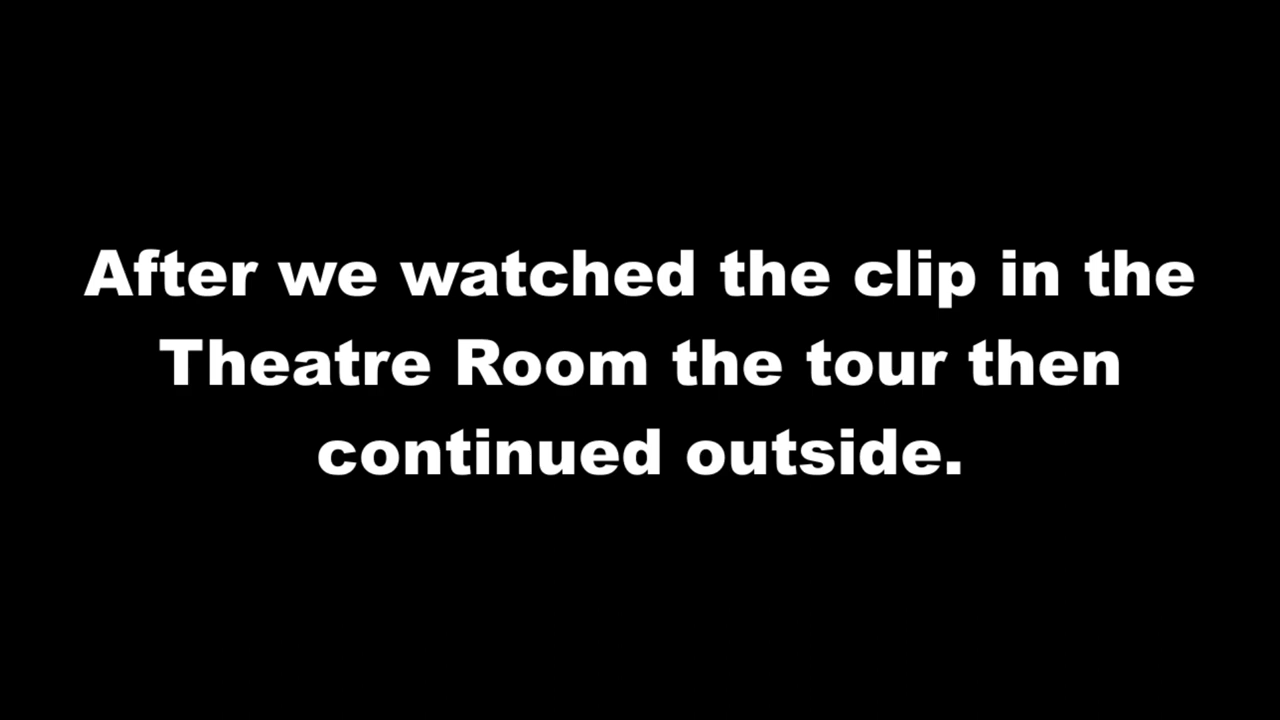 After we watched the clip in the
Theatre Room the tour then
continued outside.